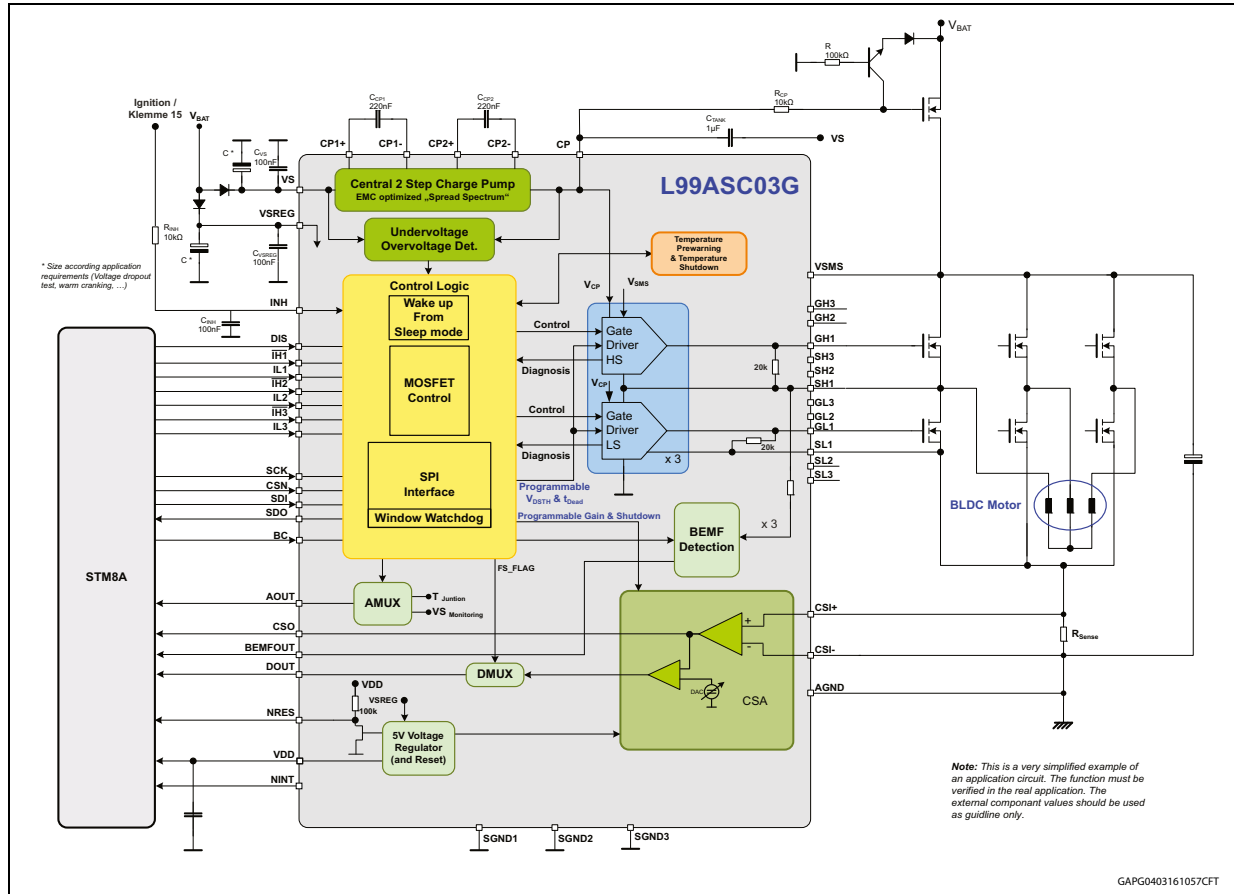 VBAT
R
100kΩ
RCP
10kΩ
CTANK
1µF
VS
CCP1
220nF
CCP2
220nF
Ignition /
Klemme 15
VBAT
C *
CVS
100nF
CP1+
CP1-
CP2+
CP2-
CP
VS
L99ASC03G
Central 2 Step Charge Pump
EMC optimized „Spread Spectrum“
VSREG
RINH
10kΩ
C *
CVSREG
100nF
Undervoltage
Overvoltage Det.
Temperature
Prewarning
& Temperature
Shutdown
* Size according application
requirements (Voltage dropout
test, warm cranking, ...)
VSMS
Control Logic
VCP
VSMS
INH
CINH
100nF
Wake up
From
Sleep mode
GH3
GH2
Control
Gate
Driver
HS
GH1
DIS
IH1
IL1
IH2
IL2
IH3
IL3
MOSFET
Control
Diagnosis
20k
SH3
SH2
SH1
VCP
GL3
GL2
GL1
Control
Gate
Driver
LS
20k
SL1
SL2
SL3
Diagnosis
x 3
SCK
CSN
SDI
SDO
BC
SPI
Interface
Window Watchdog
Programmable
VDSTH & tDead
Programmable Gain & Shutdown
x 3
BEMF
Detection
BLDC Motor
STM8A
FS_FLAG
AOUT
AMUX
T Juntion
VS Monitoring
CSO
BEMFOUT
DOUT
DMUX
+
-
DAC
CSA
CSI+
CSI-
RSense
AGND
VDD
100k
VSREG
NRES
5V Voltage
Regulator
(and Reset)
VDD
NINT
Note: This is a very simplified example of
an application circuit. The function must be
verified in the real application. The
external componant values should be used
as guidline only.
SGND1
SGND2
SGND3
GAPG0403161057CFT